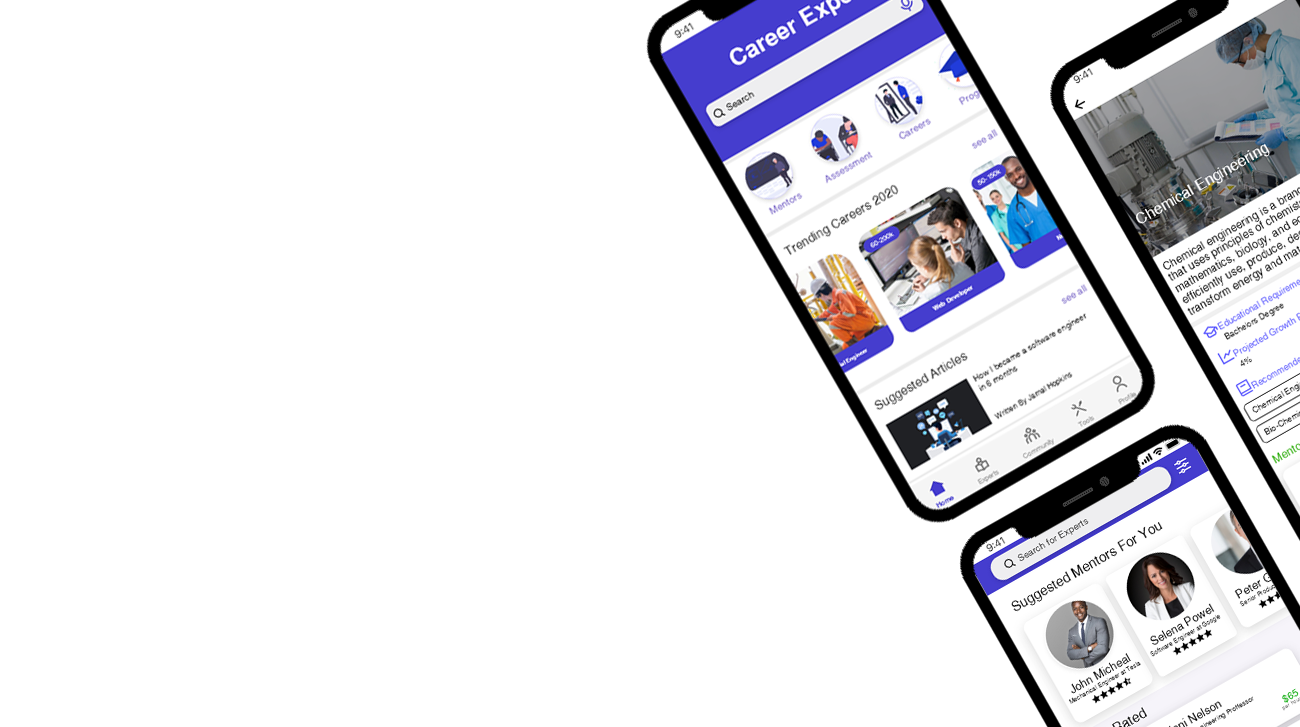 9:41
Career Expe
Search
Mentors
Assessment
Careers
Prog
see all
Trending Careers 2020
60-200k
50-150k
al Engineer
Web Developer
see all
Suggested Articles
How I became a software engineer
in 6 months
Written By Jamal Hopkins
Home
Experts
Community
Tools
Profile
9:41
Chemical Engineering
Chemical engineering is a branc
that uses principles of chemist
mathematics, biology, and ec
efficiently use, produce, de
transform energy and mat
Educational Requireme
Bachelors Degree
Projected Growth R
4%
Recommende
Chemical Engi
Bio-Chemi
Mento
9:41
Search for Experts
Suggested Mentors For You
John Micheal
Mechanical Engineer at Tesla
Selena Powel
Software Engineer at Google
Peter G
Senior Produc
Rated
oni Nelson
ineering Professor
$65
per hour